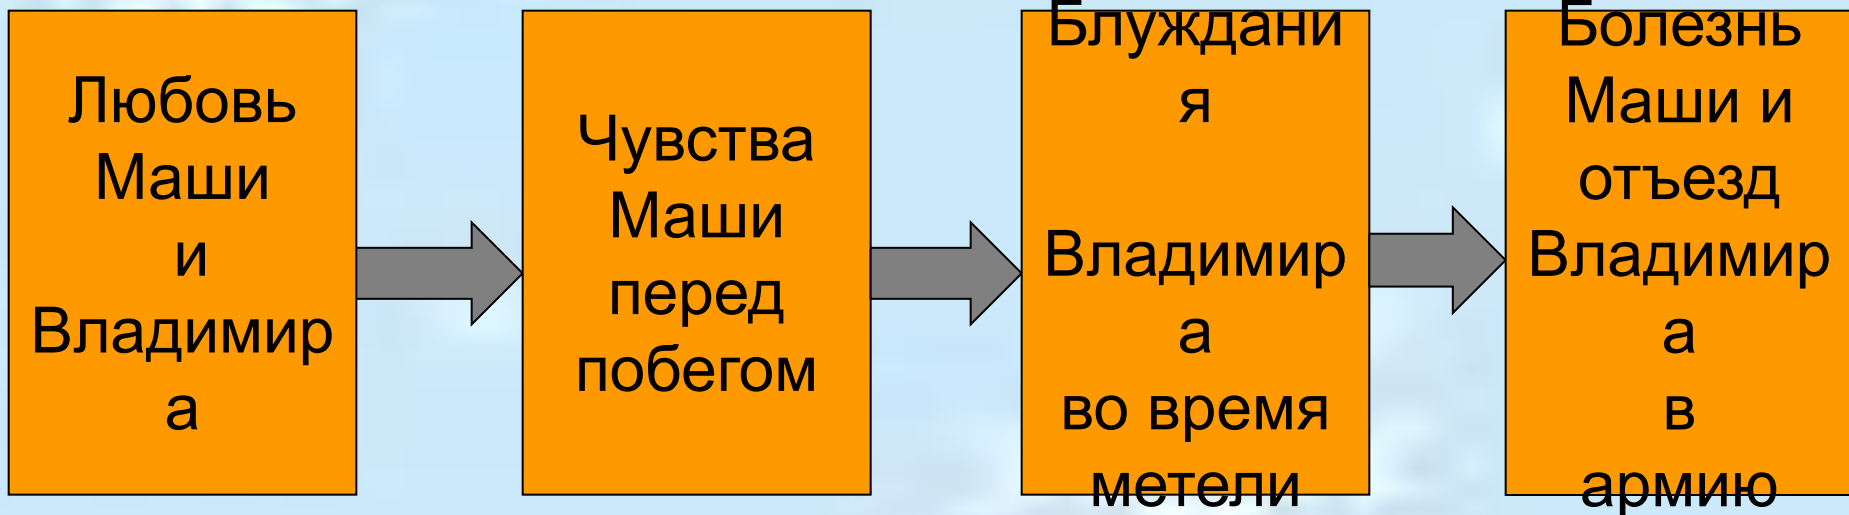 Любовь
Маши
и
Владимир
а
Чувства
Маши
перед
побегом
Блуждани
я
Владимир
а
во время
метели
Болезнь
Маши и
отъезд
Владимир
а
в
армию